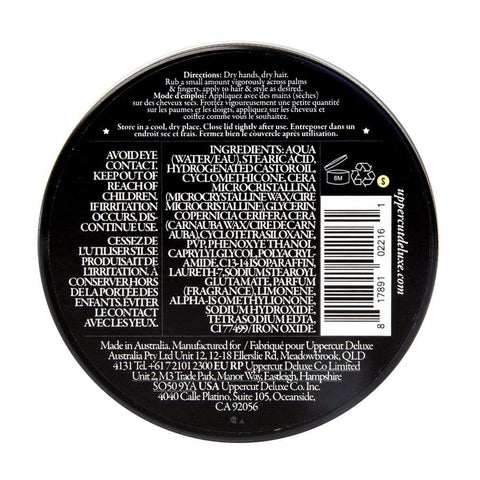 Directions: Dry hands, dry hair.
Rub a small amount vigorously across palms
& fingers, apply to hair & style as desired.
Mode d'emploi: Appliquez avec des mains (sèches)
sur des cheveux secs. Frottez vigoureusement une petite quantité
sur les paumes et les doigts. Appliquez-en sur
les cheveux et coiffez comme vous le souhaitez.
Store in a cool, dry place. Close lid tightly after use. Entreposer dans un
endroit sec et frais. Fermez bien le couvercle après usage.
AVOID EYE
CONTACT.
KEEP OUT OF
REACH OF
CHILDREN.
IF IRRITATION
OCCURS, DIS-
CONTINUE USE.
CESSEZ DE
L'UTILISER SI LE
PRODUIT FAIT DE
L'IRRITATION. À
CONSERVER HORS
DE LA PORTÉE DES
ENFANTS. ÉVITER
LE CONTACT
AVEC LES YEUX.
INGREDIENTS: AQUA
(WATER/EAU), STEARIC ACID,
HYDROGENATED CASTOR OIL,
CYCLOMETHICONE, CERA
MICROCRISTALLINA
(MICROCRYSTALLINE WAX/CIRE
MICROCRISTALLINE), GLYCERIN,
COPERNICIA CERIFERA CERA
(CARNAUBA WAX/CIRE DE CARN
AUBA), CYCLOTETRASILOXANE,
PVP, PHENOXYETHANOL,
CAPRYLYL GLYCOL, POLYACRYL
AMIDE, C13-14 ISOPARAFFIN,
LAURETH-7, SODIUM STEAROYL
GLUTAMATE, PARFUM
(FRAGRANCE), LIMONENE,
ALPHA-ISOMETHYL IONONE,
SODIUM HYDROXIDE,
TETRASODIUM EDTA,
CI 77499/IRON OXIDE.
6M
S
uppercutdeluxe.com
8 17891 02216 1
Made in Australia. Manufactured for / Fabriqué pour Uppercut Deluxe
Australia Pty Ltd Unit 12, 12-18 Ellerslie Rd, Meadowbrook, QLD
4131 Tel. +61 7 2101 2300 EU RP Uppercut Deluxe Co Limited
Unit 2, M3 Trade Park, Manor Way, Eastleigh, Hampshire
SO50 9YA USA Uppercut Deluxe Co Inc.
4040 Calle Platino, Suite 105, Oceanside,
CA 92056